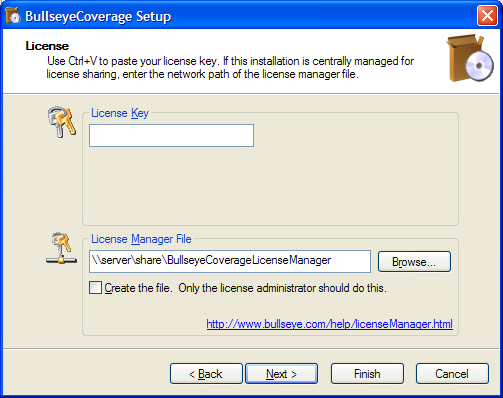 BullseyeCoverage Setup
License
Use Ctrl+V to paste your license key. If this installation is centrally managed for
license sharing, enter the network path of the license manager file.
License Key
License Manager File
\\server\share\BullseyeCoverageLicenseManager
Browse...
Create the file.  Only the license administrator should do this.
http://www.bullseye.com/help/licenseManager.html
< Back
Next >
Finish
Cancel